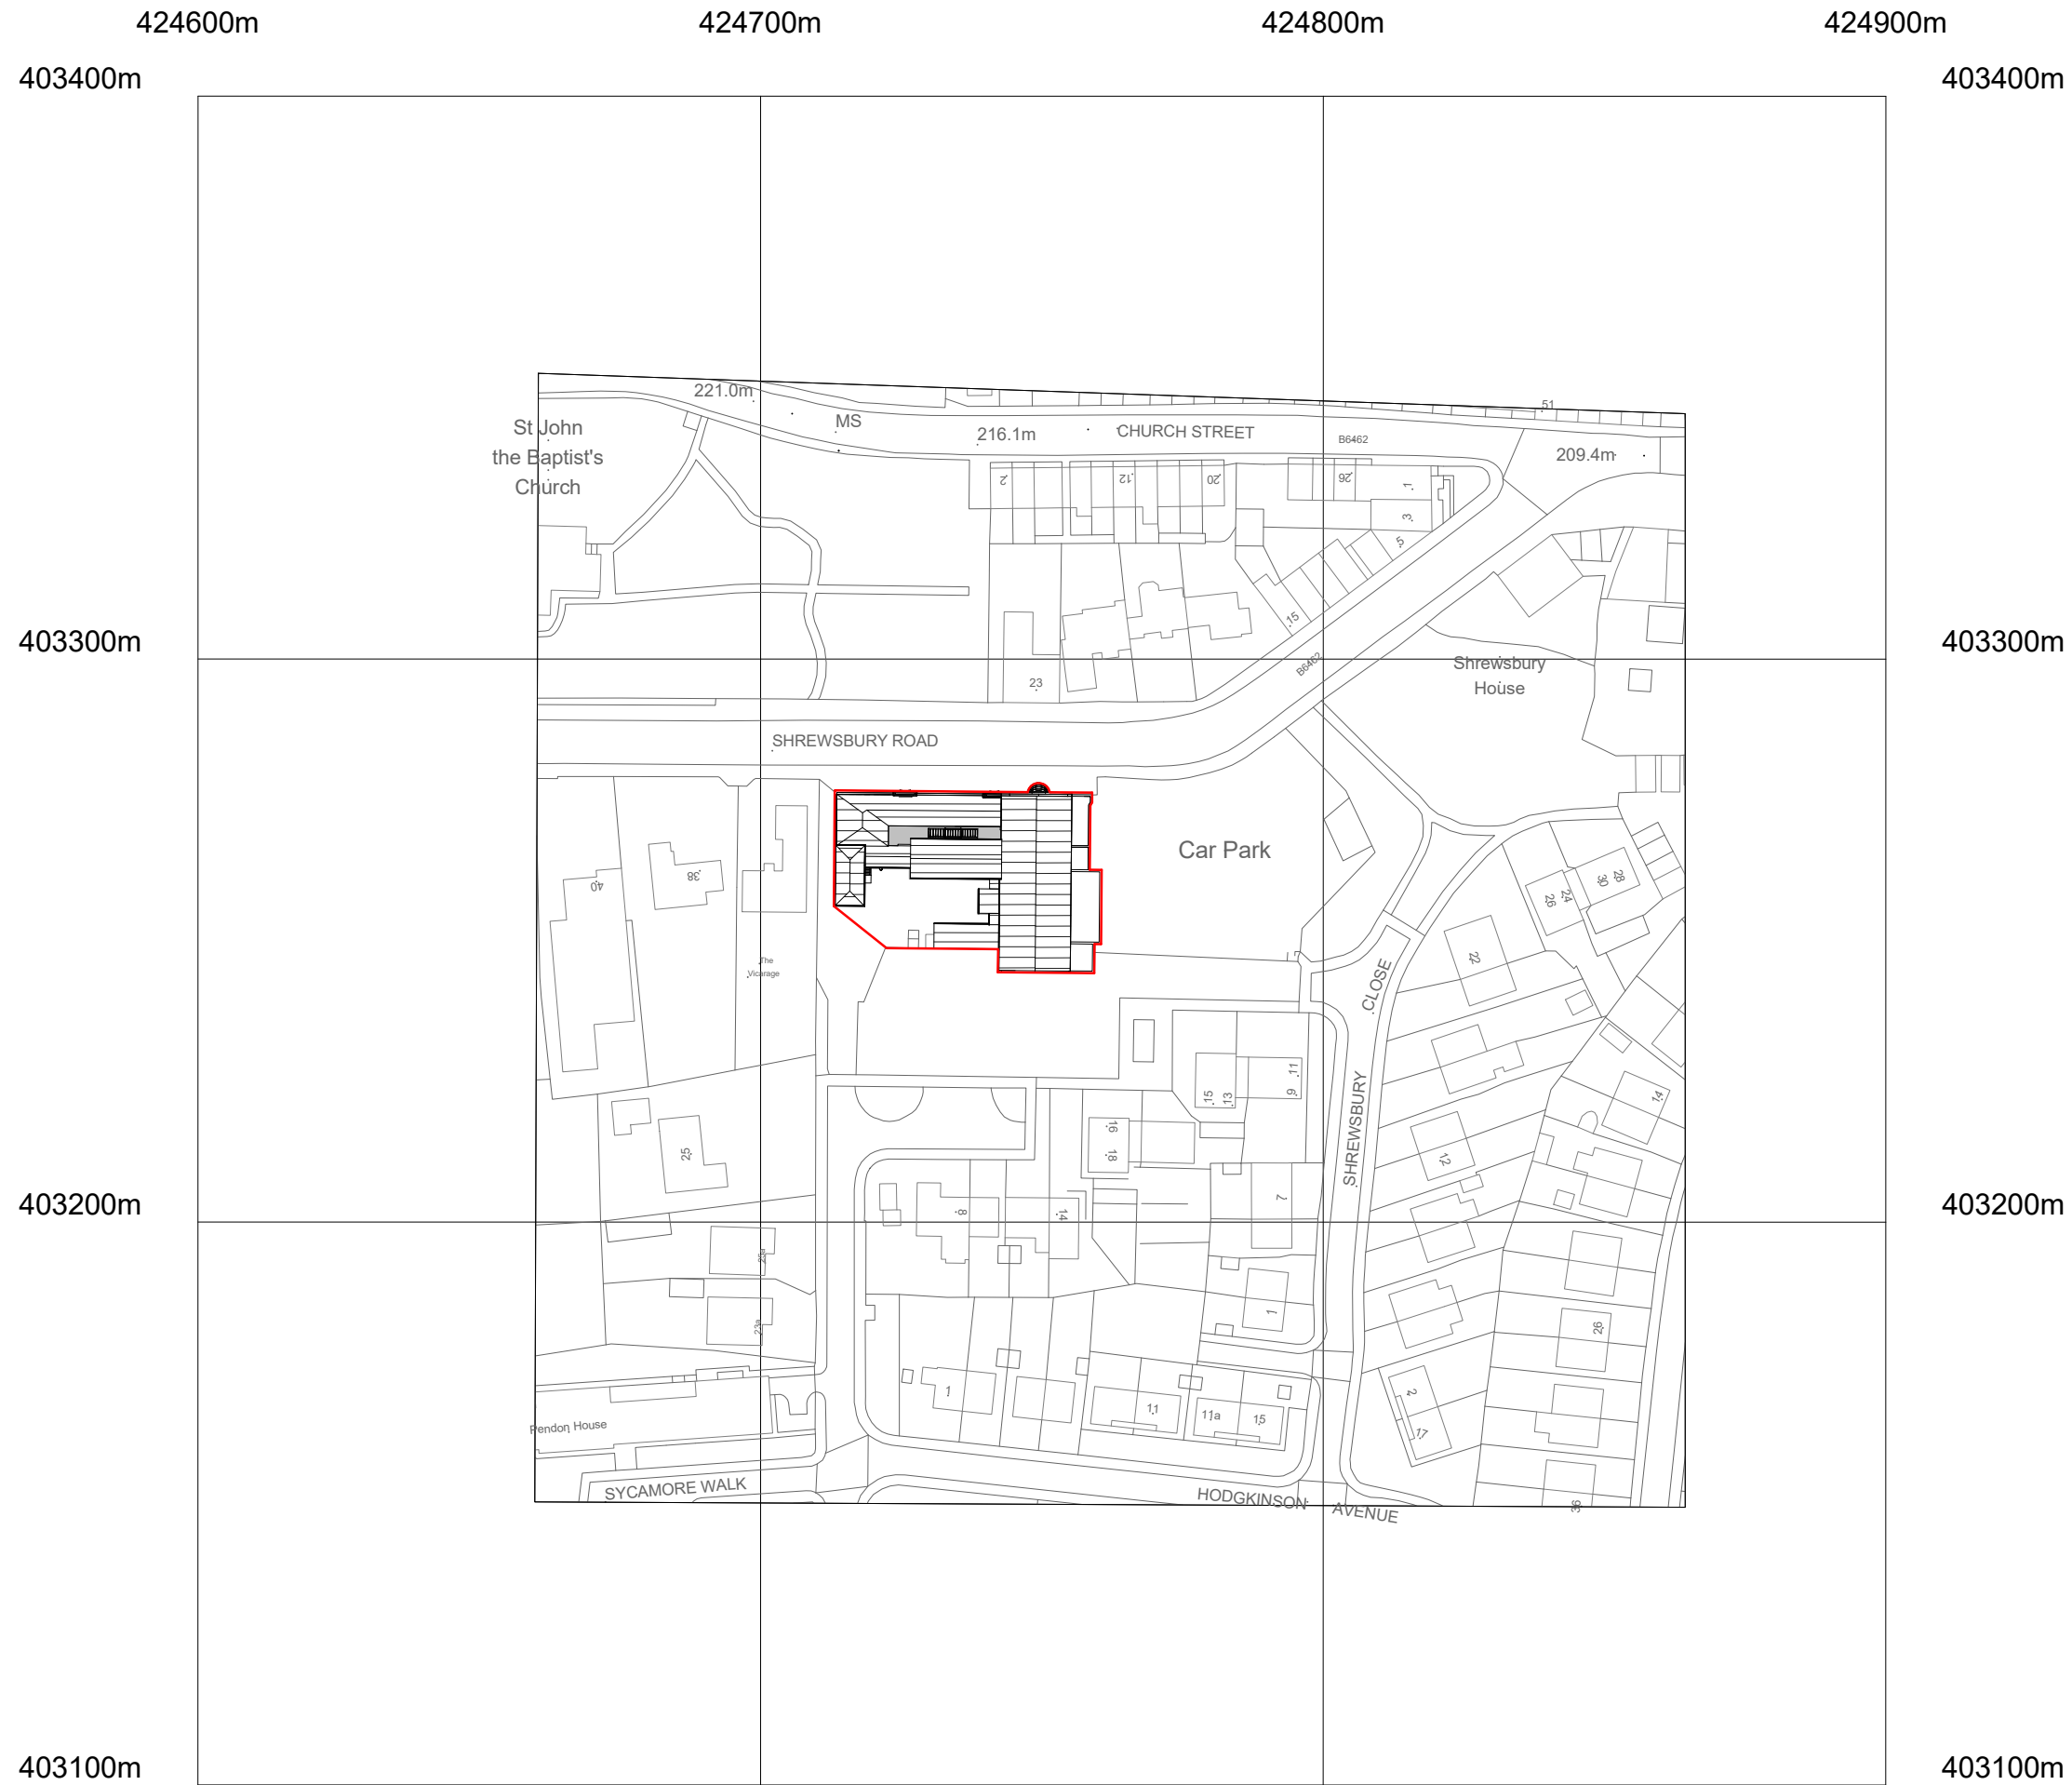 424600m
424700m
424800m
424900m
403400m
403400m
221.0m
MS
216.1m
CHURCH STREET
B6462
51
209.4m
St John
the Baptist's
Church
2
12
20
26
1
3
5
15
23
B6462
403300m
403300m
Shrewsbury
House
SHREWSBURY ROAD
Car Park
40
38
The
Vicarage
30
28
26
24
22
SHREWSBURY CLOSE
15
13
11
9
14
16
18
25
12
7
8
14
403200m
403200m
25a
23a
1
26
1
11
11a
15
2
17
Pendon House
SYCAMORE WALK
HODGKINSON AVENUE
36
403100m
403100m